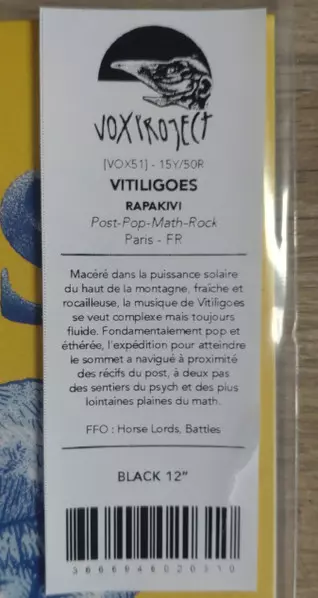 VOX PROJECT
[VOX51] - 15Y/50R
VITILIGOES
RAPAKIVI
Post-Pop-Math-Rock
Paris - FR
Macéré dans la puissance solaire
du haut de la montagne, fraîche et
rocailleuse, la musique de Vitiligoes
se veut complexe mais toujours
fluide. Fondamentalement pop et
éthérée, l'expédition pour atteindre
le sommet a navigué à proximité
des récifs du post, à deux pas
des sentiers du psych et des plus
lointaines plaines du math.
FFO : Horse Lords, Battles
BLACK 12"